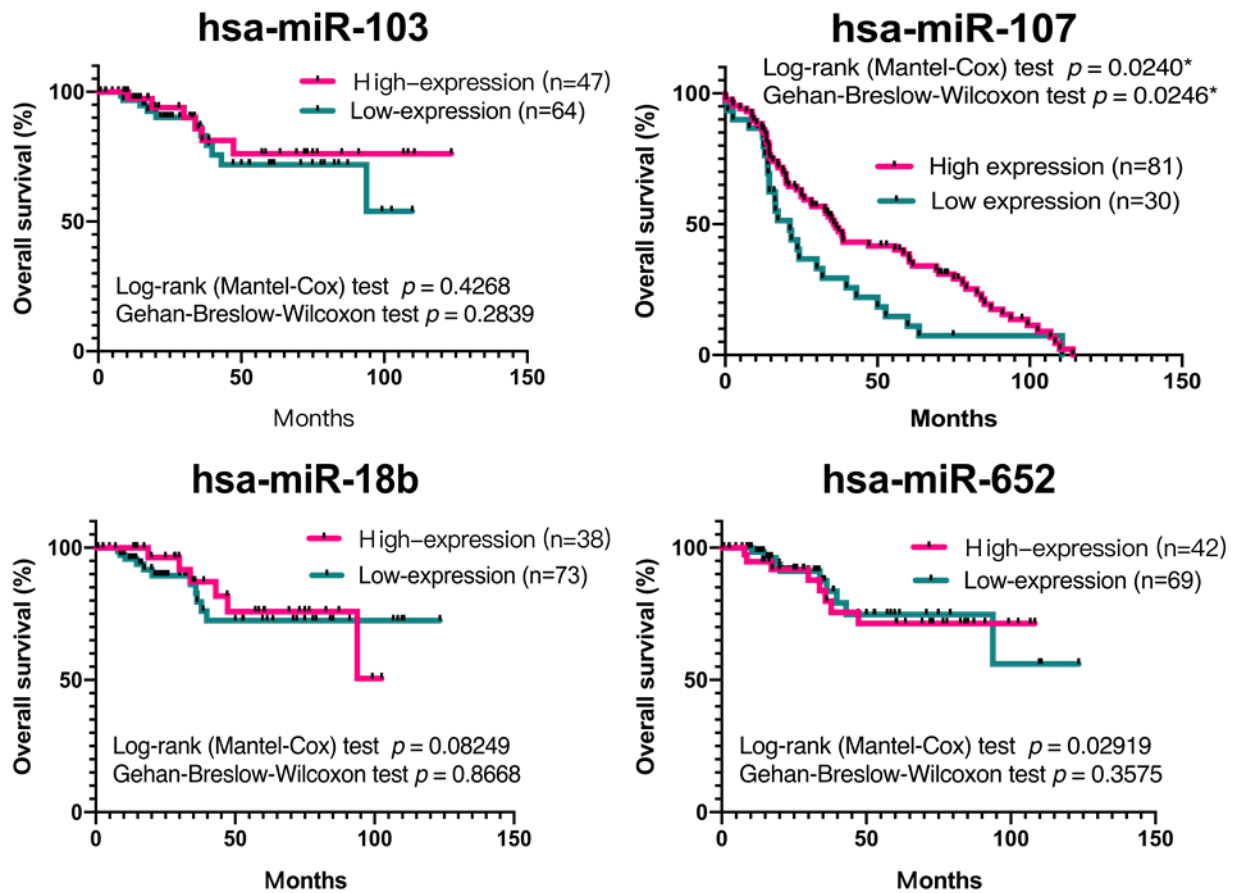 hsa-miR-103
High-expression (n=47)
Low-expression (n=64)
Overall survival (%)
100
50
0
Log-rank (Mantel-Cox) test p = 0.4268
Gehan-Breslow-Wilcoxon test p = 0.2839
0 50 100 150
Months
hsa-miR-107
Log-rank (Mantel-Cox) test p = 0.0240*
Gehan-Breslow-Wilcoxon test p = 0.0246*
High expression (n=81)
Low expression (n=30)
Overall survival (%)
100
50
0
0 50 100 150
Months
hsa-miR-18b
High-expression (n=38)
Low-expression (n=73)
Overall survival (%)
100
50
0
Log-rank (Mantel-Cox) test p = 0.08249
Gehan-Breslow-Wilcoxon test p = 0.8668
0 50 100 150
Months
hsa-miR-652
High-expression (n=42)
Low-expression (n=69)
Overall survival (%)
100
50
0
Log-rank (Mantel-Cox) test p = 0.02919
Gehan-Breslow-Wilcoxon test p = 0.3575
0 50 100 150
Months